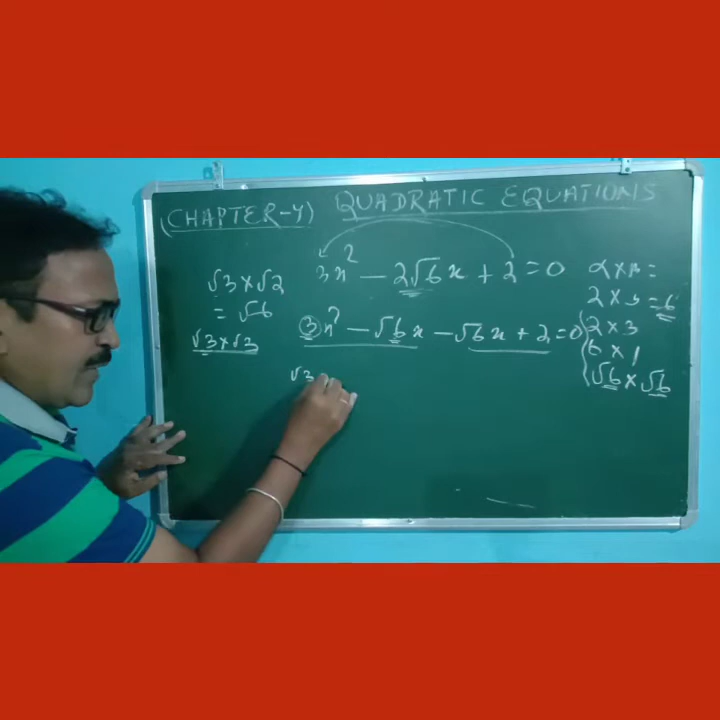 (CHAPTER-4) QUADRATIC EQUATIONS
3x² - 2√6x + 2 = 0
√3 × √2
= √6
√3 × √3
3x² - √6x - √6x + 2 = 0
√3
2 × 3 = 6
2 × 3
6 × 1
√6 × √6